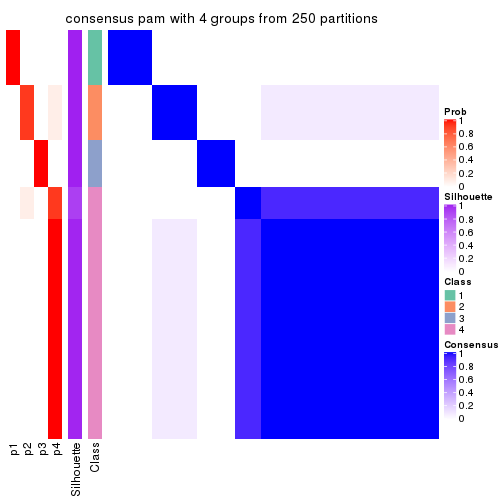 consensus pam with 4 groups from 250 partitions
Prob
1
0.8
0.6
0.4
0.2
0
Silhouette
1
0.8
0.6
0.4
0.2
0
Class
1
2
3
4
Consensus
1
0.8
0.6
0.4
0.2
0
p1
p2
p3
p4
Silhouette
Class